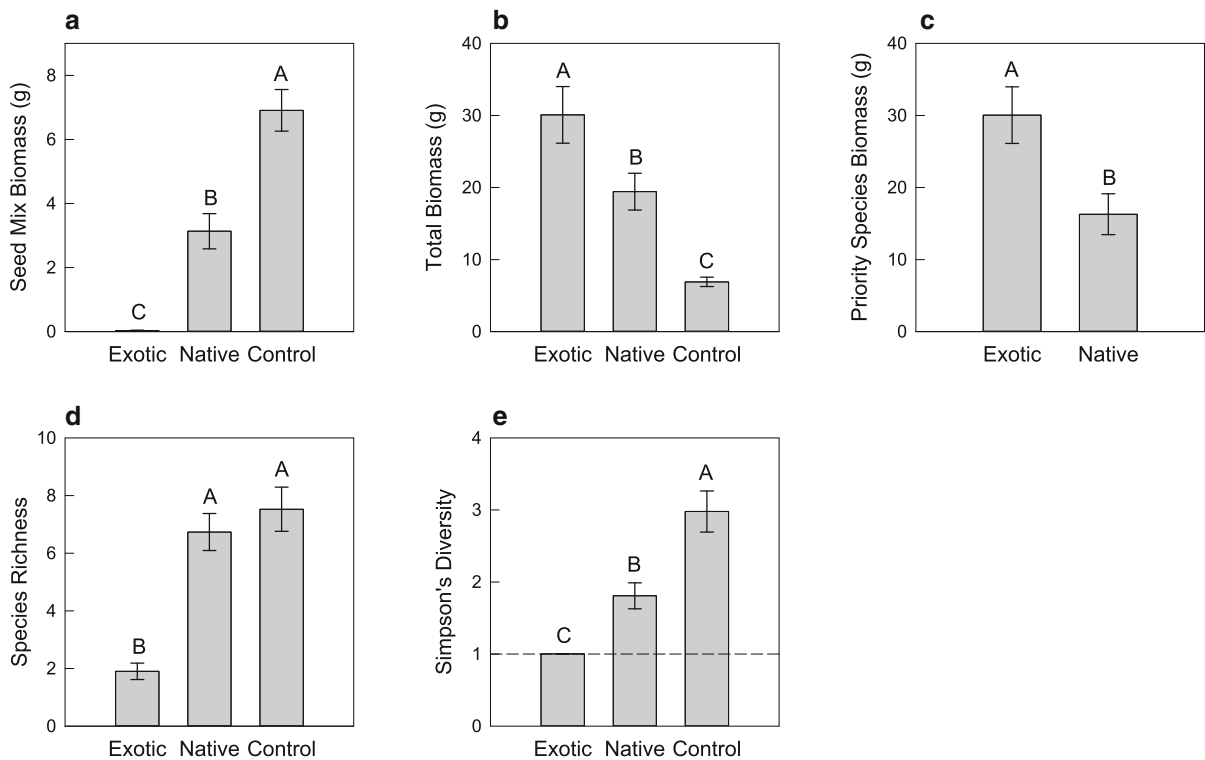 a
Seed Mix Biomass (g)
8
6
4
2
0
C
B
A
Exotic Native Control
b
Total Biomass (g)
40
30
20
10
0
A
B
C
Exotic Native Control
c
Priority Species Biomass (g)
40
30
20
10
0
A
B
Exotic Native
d
Species Richness
10
8
6
4
2
0
B
A
A
Exotic Native Control
e
Simpson's Diversity
4
3
2
1
0
C
B
A
Exotic Native Control